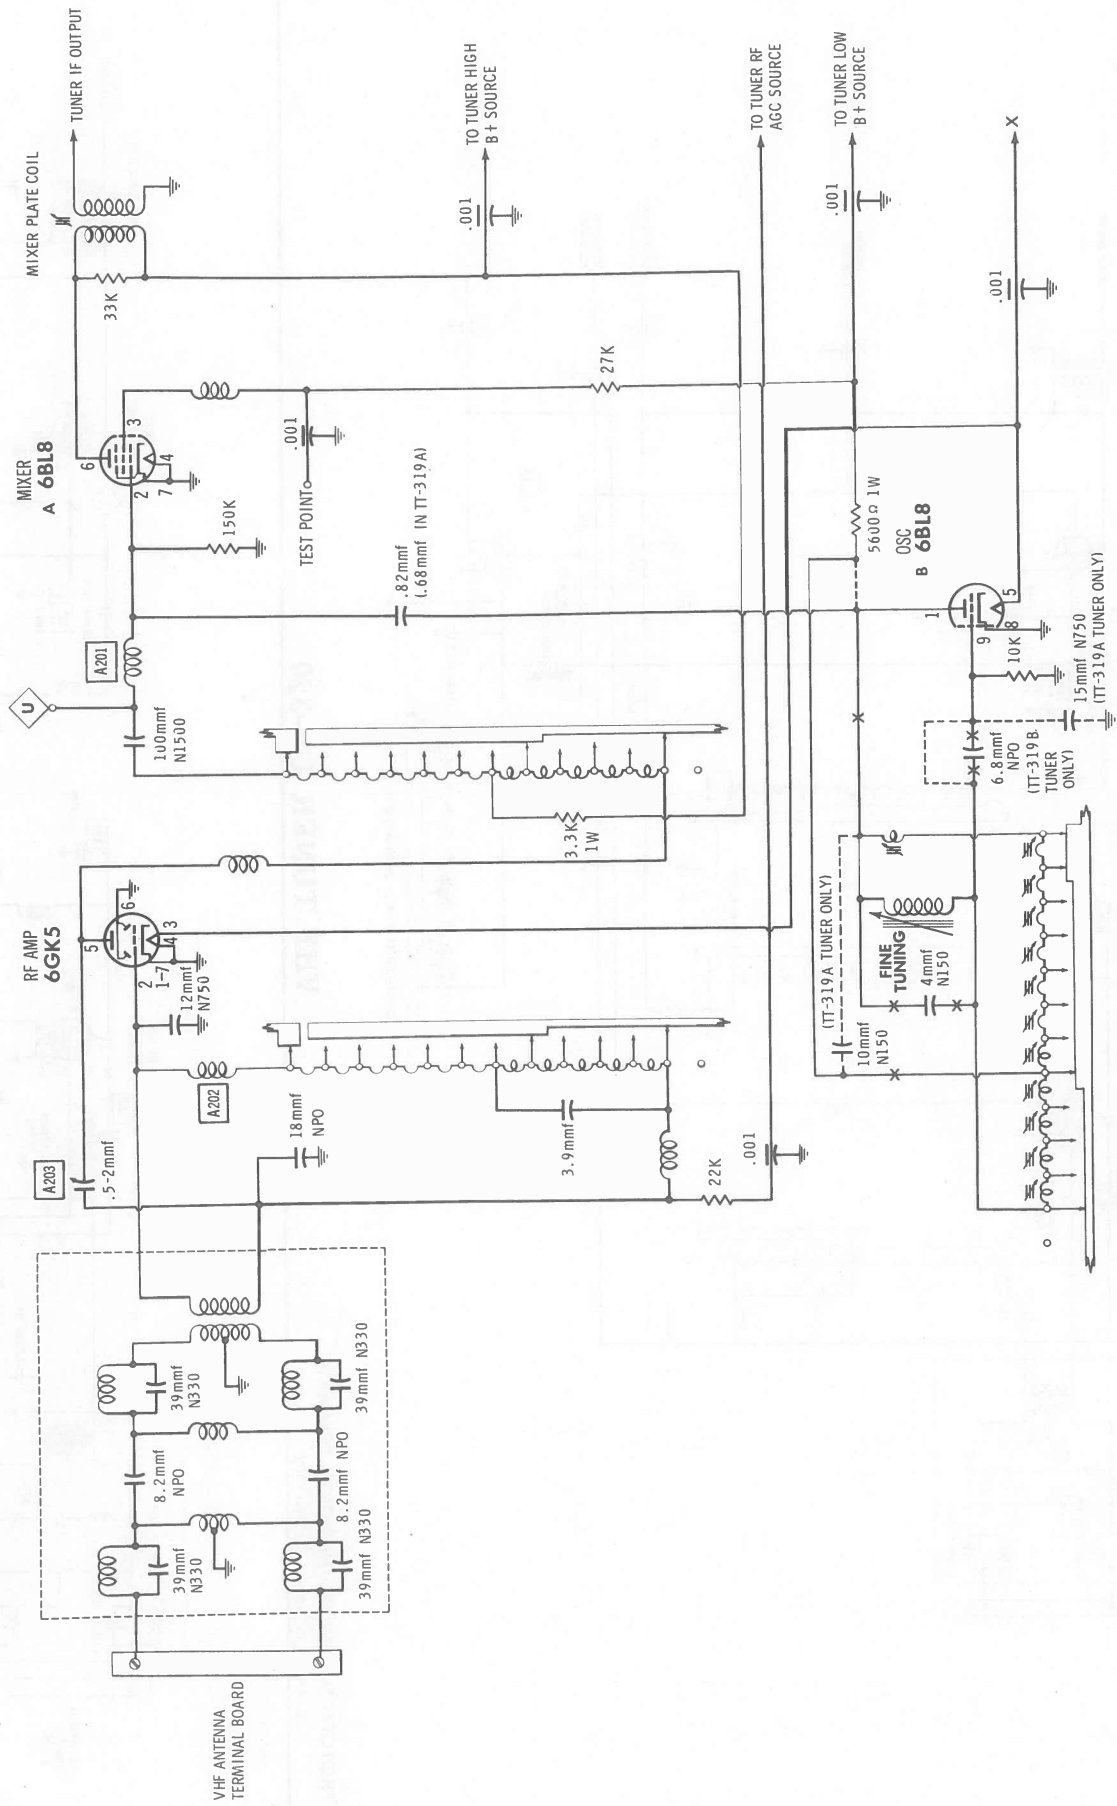 TUNER IF OUTPUT
MIXER PLATE COIL
33K
TO TUNER HIGH
B+ SOURCE
.001
TO TUNER RF
AGC SOURCE
TO TUNER LOW
B+ SOURCE
.001
X
.001
MIXER
A 6BL8
6
3
2
4
7
150K
.001
TEST POINT
27K
.82mmf
(.68mmf IN TT-319A)
5600Ω 1W
OSC
B 6BL8
1
5
9
8
10K
15mmf N750
(TT-319A TUNER ONLY)
6.8mmf
NPO
(TT-319B
TUNER
ONLY)
U
A201
100mmf
N1500
3.3K
1W
RF AMP
6GK5
5
6
3
4
2
1-7
12mmf
N750
A202
(TT-319A TUNER ONLY)
FINE
TUNING
4mmf
N150
10mmf
N150
A203
.5-2mmf
18mmf
NPO
3.9mmf
22K
.001
39mmf
N330
39mmf N330
8.2mmf
NPO
8.2mmf NPO
39mmf
N330
39mmf N330
VHF ANTENNA
TERMINAL BOARD